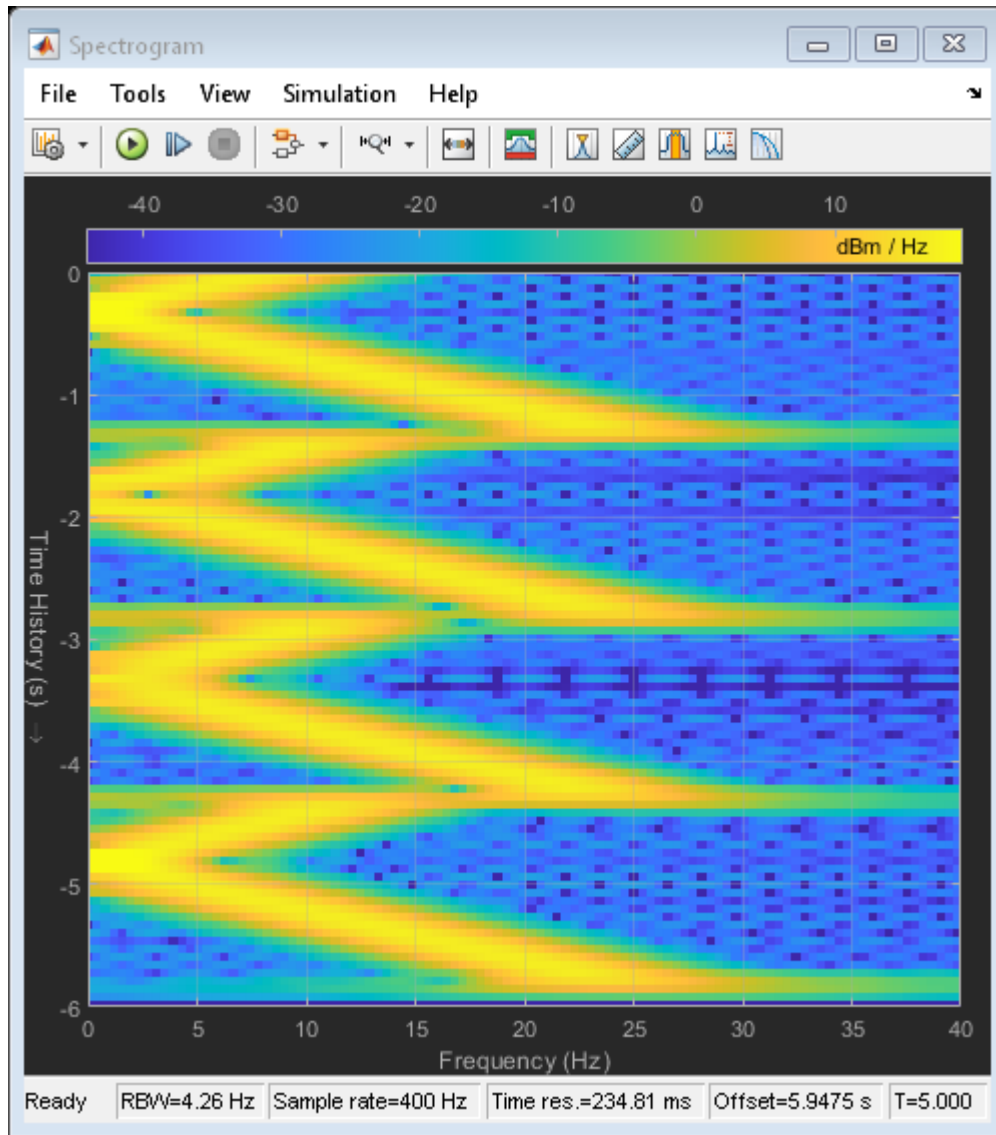 Spectrogram
File Tools View Simulation Help
-40 -30 -20 -10 0 10
dBm / Hz
0
-1
-2
-3
-4
-5
-6
Time History (s) →
0 5 10 15 20 25 30 35 40
Frequency (Hz)
Ready RBW=4.26 Hz Sample rate=400 Hz Time res.=234.81 ms Offset=5.9475 s T=5.000